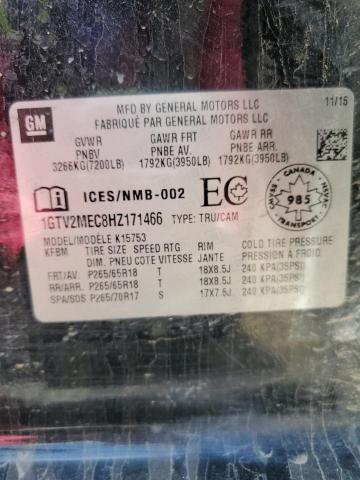 GM
MFD BY GENERAL MOTORS LLC
FABRIQUÉ PAR GENERAL MOTORS LLC
11/15
GVWR GAWR FRT GAWR RR
PNBV PNBE AV. PNBE ARR.
3266KG(7200LB) 1792KG(3950LB) 1792KG(3950LB)
ICES/NMB-002 EC
CANADA
985
TRANSPORT
1GTV2MEC8HZ171466 TYPE: TRU/CAM
MODEL/MODÈLE K15753
KFBM TIRE SIZE SPEED RTG RIM COLD TIRE PRESSURE
DIM. PNEU COTE VITESSE JANTE PRESSION À FROID
FRT/AV. P265/65R18 T 18X8.5J 240 KPA(35PSI)
RR/ARR. P265/65R18 T 18X8.5J 240 KPA(35PSI)
SPA/SDS P265/70R17 S 17X7.5J 240 KPA(35PSI)